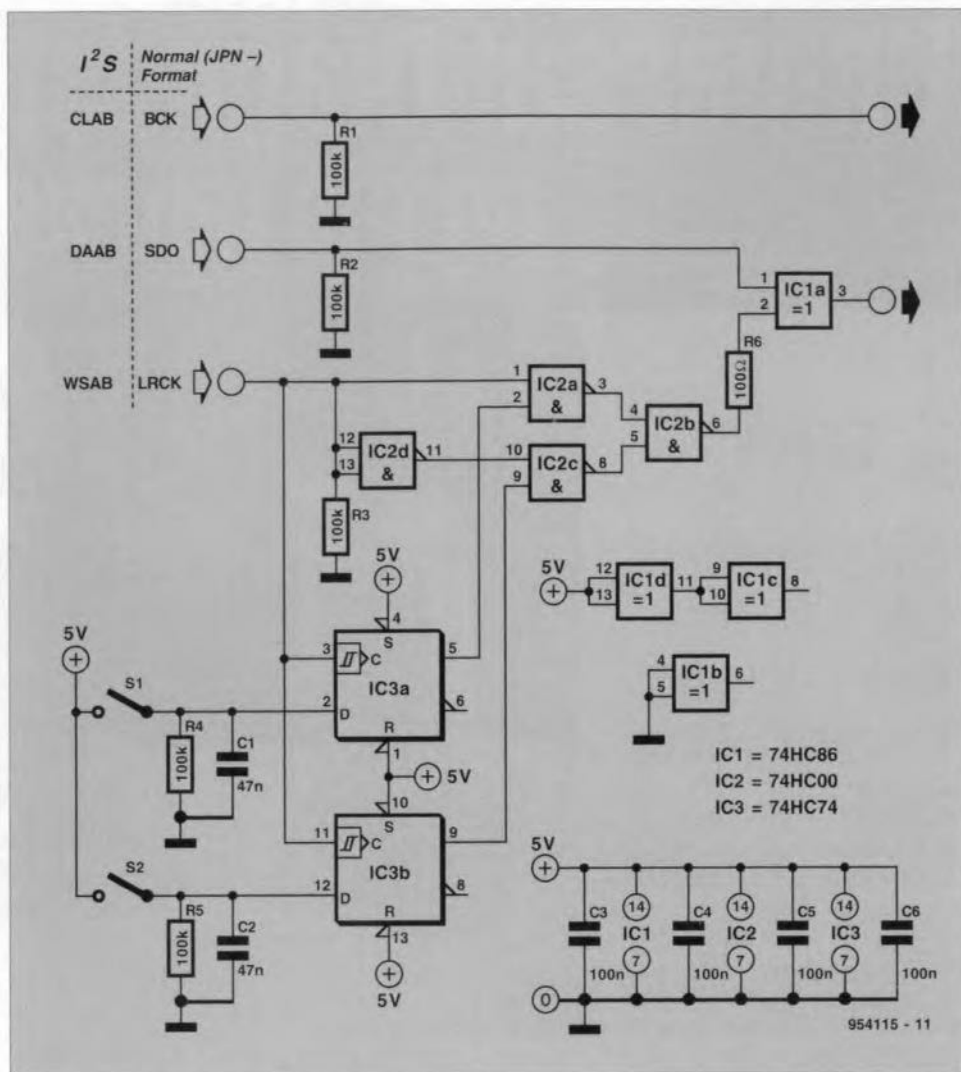 I²S
Normal (JPN –)
Format
CLAB BCK
R1
100k
DAAB SDO
R2
100k
1
2
IC1a
=1
3
R6
100Ω
WSAB LRCK
1
2
IC2a
&
3
4
5
IC2b
&
6
12
13
IC2d
&
11
10
9
IC2c
&
8
R3
100k
5V
4
S
3
C
5
IC3a
2
D
6
R
1
5V
5V
S1
R4
100k
C1
47n
10
S
11
C
9
IC3b
12
D
8
R
13
5V
S2
R5
100k
C2
47n
5V
12
13
IC1d
=1
11
9
10
IC1c
=1
8
4
5
IC1b
=1
6
IC1 = 74HC86
IC2 = 74HC00
IC3 = 74HC74
5V
C3
100n
14
IC1
7
C4
100n
14
IC2
7
C5
100n
14
IC3
7
C6
100n
0
954115 - 11